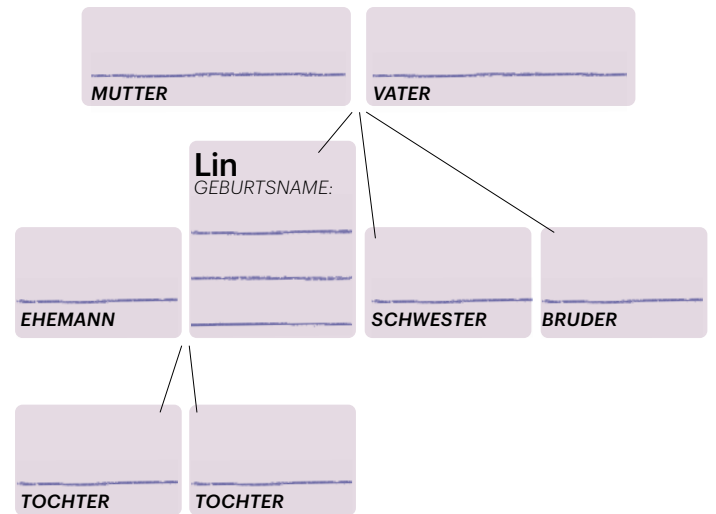 MUTTER
VATER
Lin
GEBURTSNAME:
EHEMANN
SCHWESTER
BRUDER
TOCHTER
TOCHTER